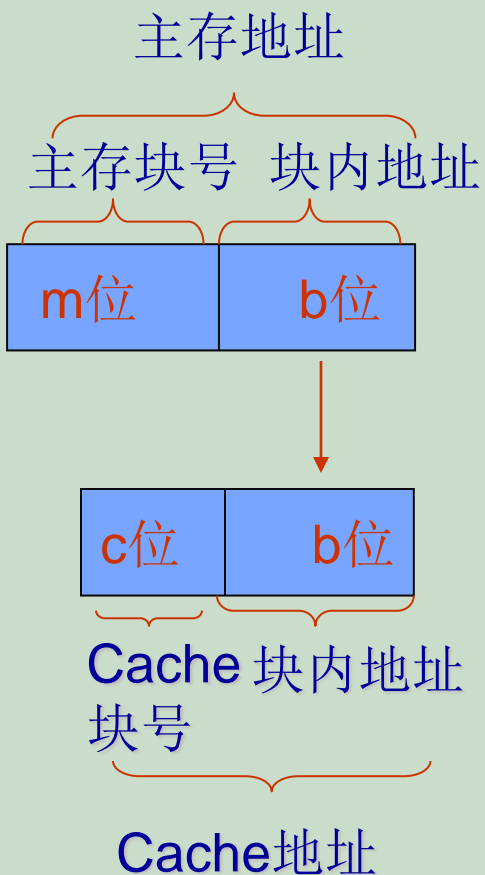 主存地址
主存块号 块内地址
m位 b位
c位 b位
Cache 块内地址
块号
Cache地址